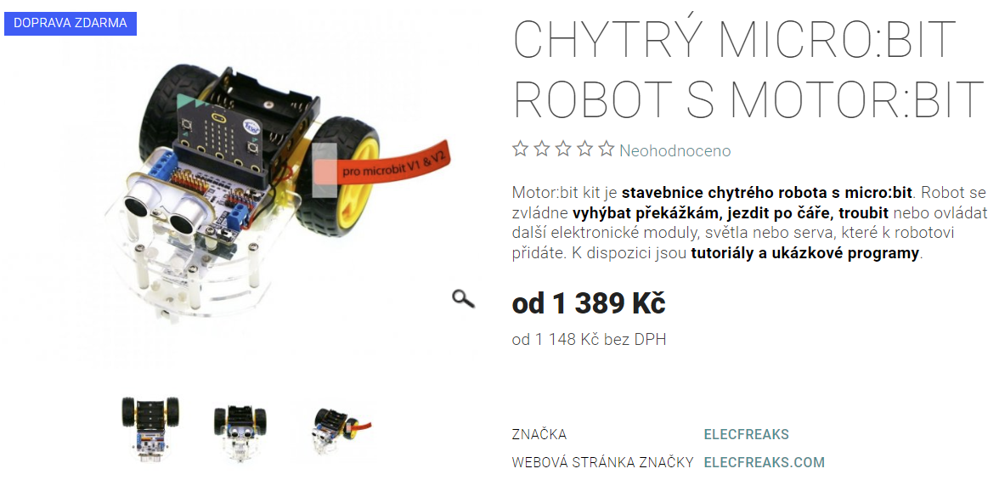 DOPRAVA ZDARMA
pro microbit V1 & V2
CHYTRÝ MICRO:BIT
ROBOT S MOTOR:BIT
Neohodnoceno
Motor:bit kit je stavebnice chytrého robota s micro:bit. Robot se
zvládne vyhýbat překážkám, jezdit po čáře, troubit nebo ovládat
další elektronické moduly, světla nebo serva, které k robotovi
přidáte. K dispozici jsou tutoriály a ukázkové programy.
od 1 389 Kč
od 1 148 Kč bez DPH
ZNAČKA ELECFREAKS
WEBOVÁ STRÁNKA ZNAČKY ELECFREAKS.COM